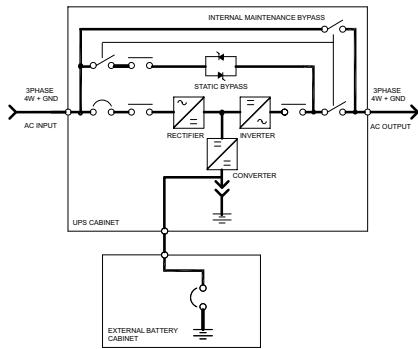 INTERNAL MAINTENANCE BYPASS
3PHASE
4W + GND
STATIC BYPASS
3PHASE
4W + GND
AC INPUT
RECTIFIER
INVERTER
AC OUTPUT
CONVERTER
UPS CABINET
EXTERNAL BATTERY
CABINET